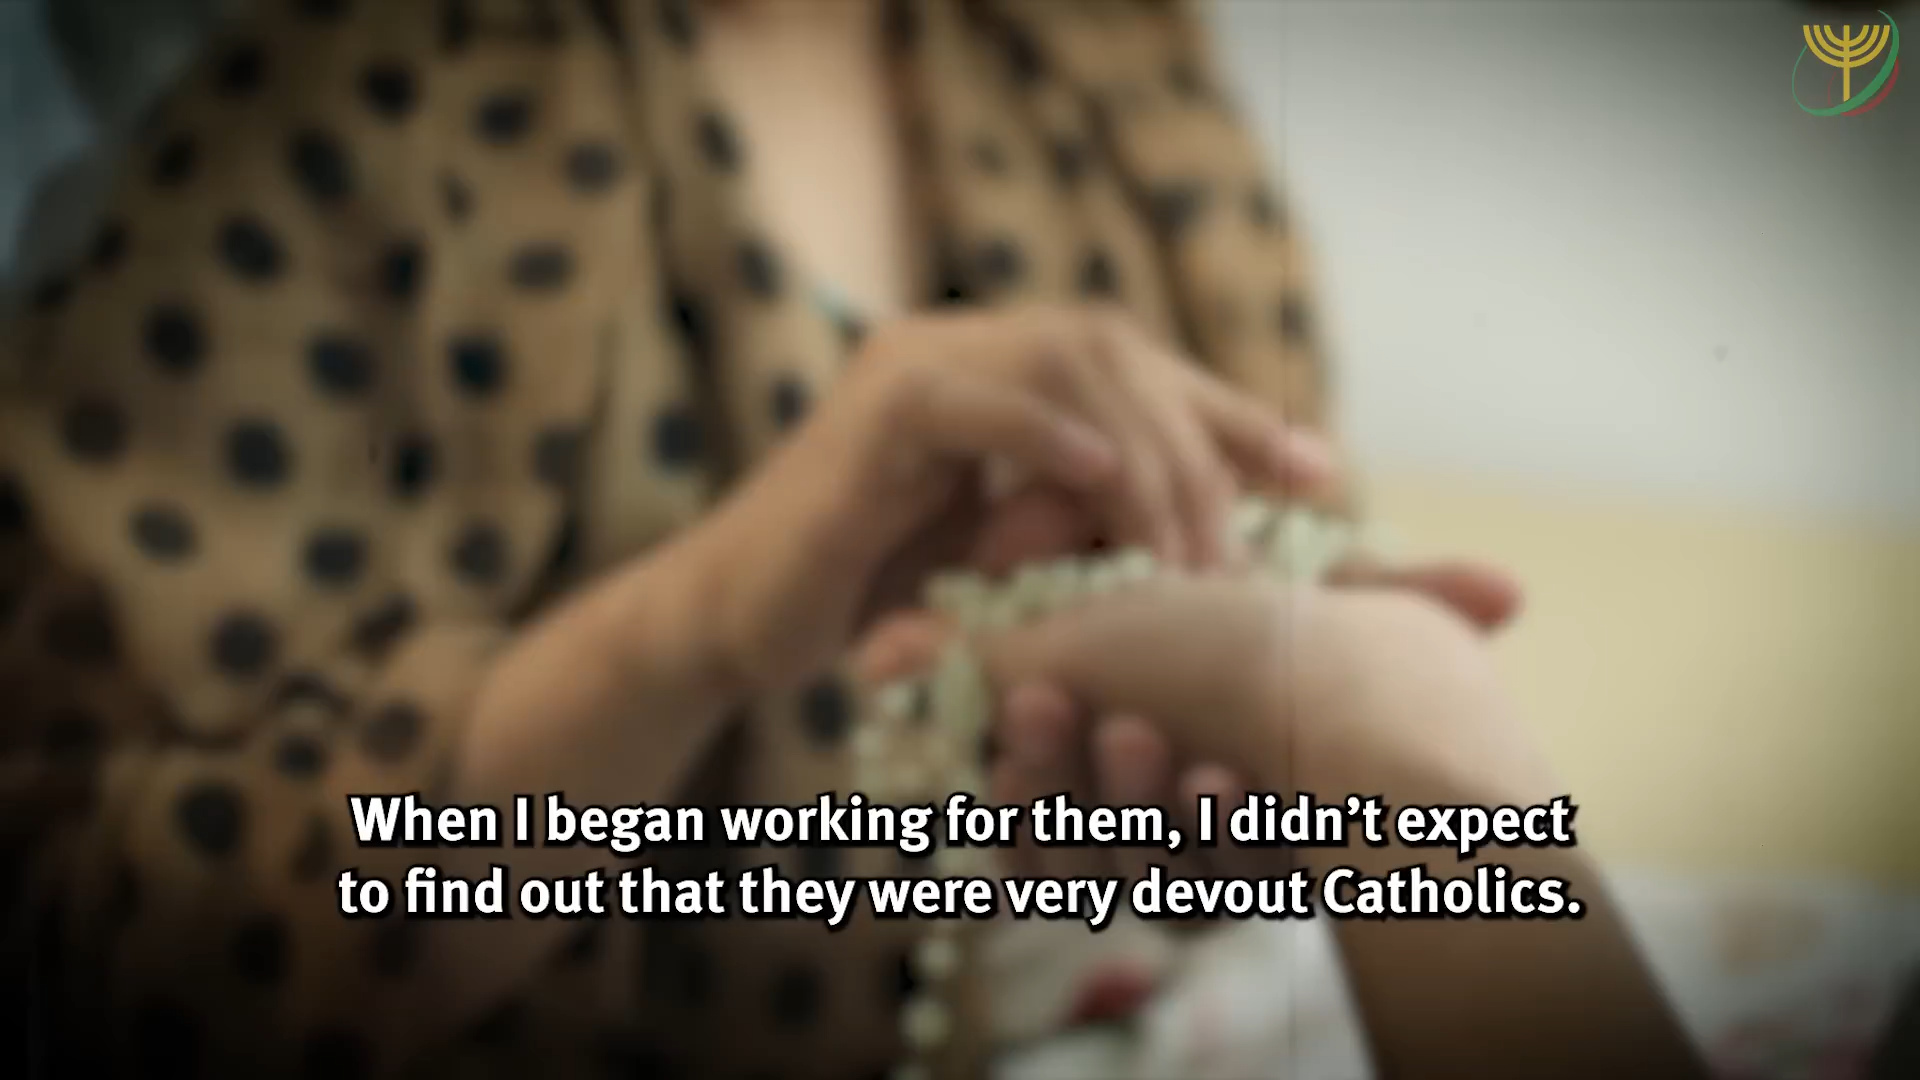 When I began working for them, I didn’t expect
to find out that they were very devout Catholics.